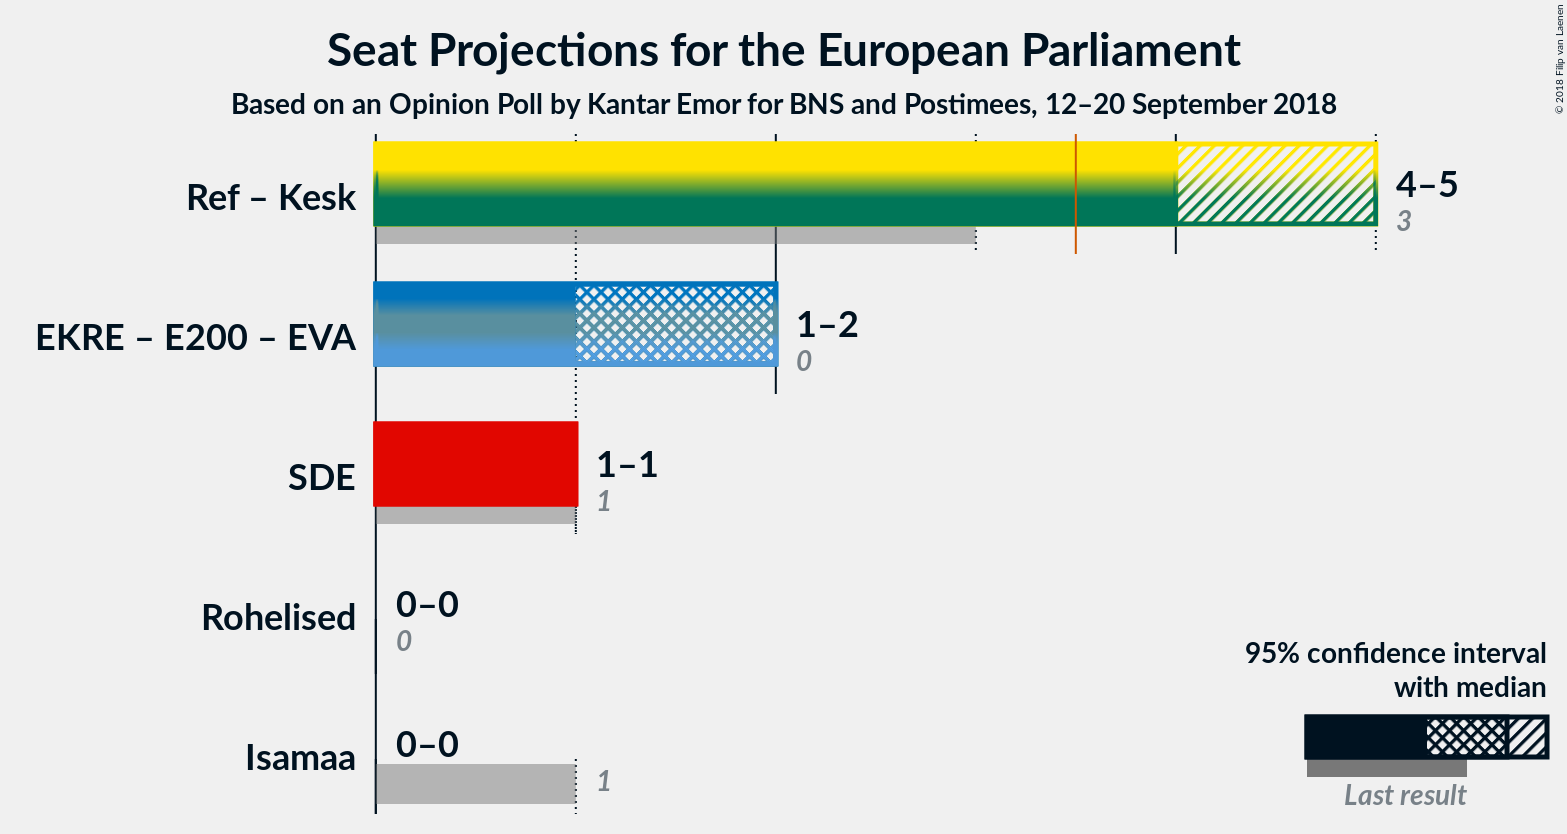 Seat Projections for the European Parliament
Based on an Opinion Poll by Kantar Emor for BNS and Postimees, 12–20 September 2018
© 2018 Filip van Laenen
Ref – Kesk
4–5
3
EKRE – E200 – EVA
1–2
0
SDE
1–1
1
Rohelised
0–0
0
Isamaa
0–0
1
95% confidence interval
with median
Last result